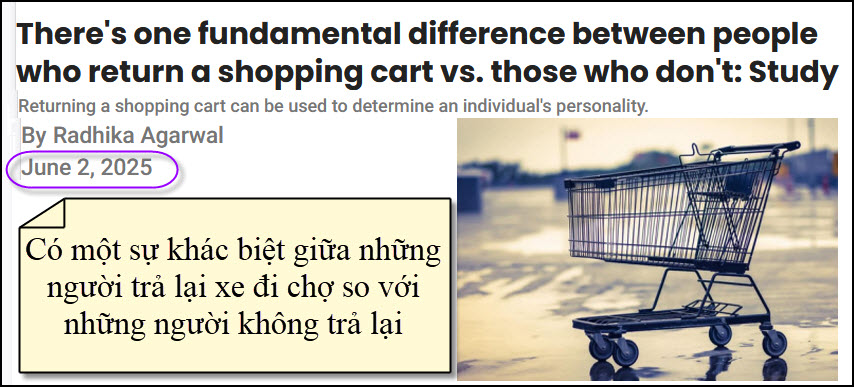 There's one fundamental difference between people
who return a shopping cart vs. those who don't: Study
Returning a shopping cart can be used to determine an individual's personality.
By Radhika Agarwal
June 2, 2025
Có một sự khác biệt giữa những
người trả lại xe đi chợ so với
những người không trả lại